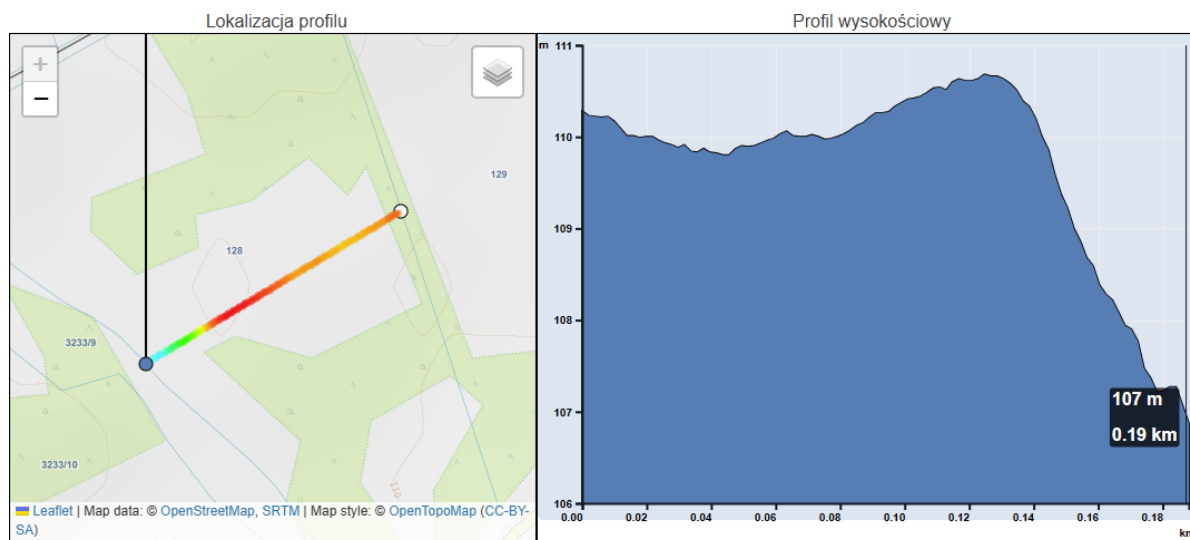 Lokalizacja profilu
Profil wysokościowy
+
−
129
128
3233/9
3233/10
110
Leaflet | Map data: © OpenStreetMap, SRTM | Map style: © OpenTopoMap (CC-BY-
SA)
m
111
110
109
108
107
106
107 m
0.19 km
0.00 0.02 0.04 0.06 0.08 0.10 0.12 0.14 0.16 0.18
km